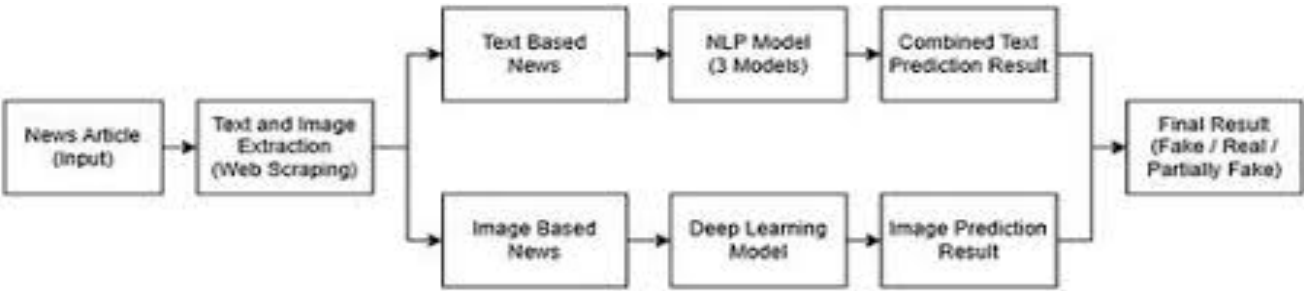 News Article
(Input)
Text and Image
Extraction
(Web Scraping)
Text Based
News
NLP Model
(3 Models)
Combined Text
Prediction Result
Image Based
News
Deep Learning
Model
Image Prediction
Result
Final Result
(Fake / Real /
Partially Fake)